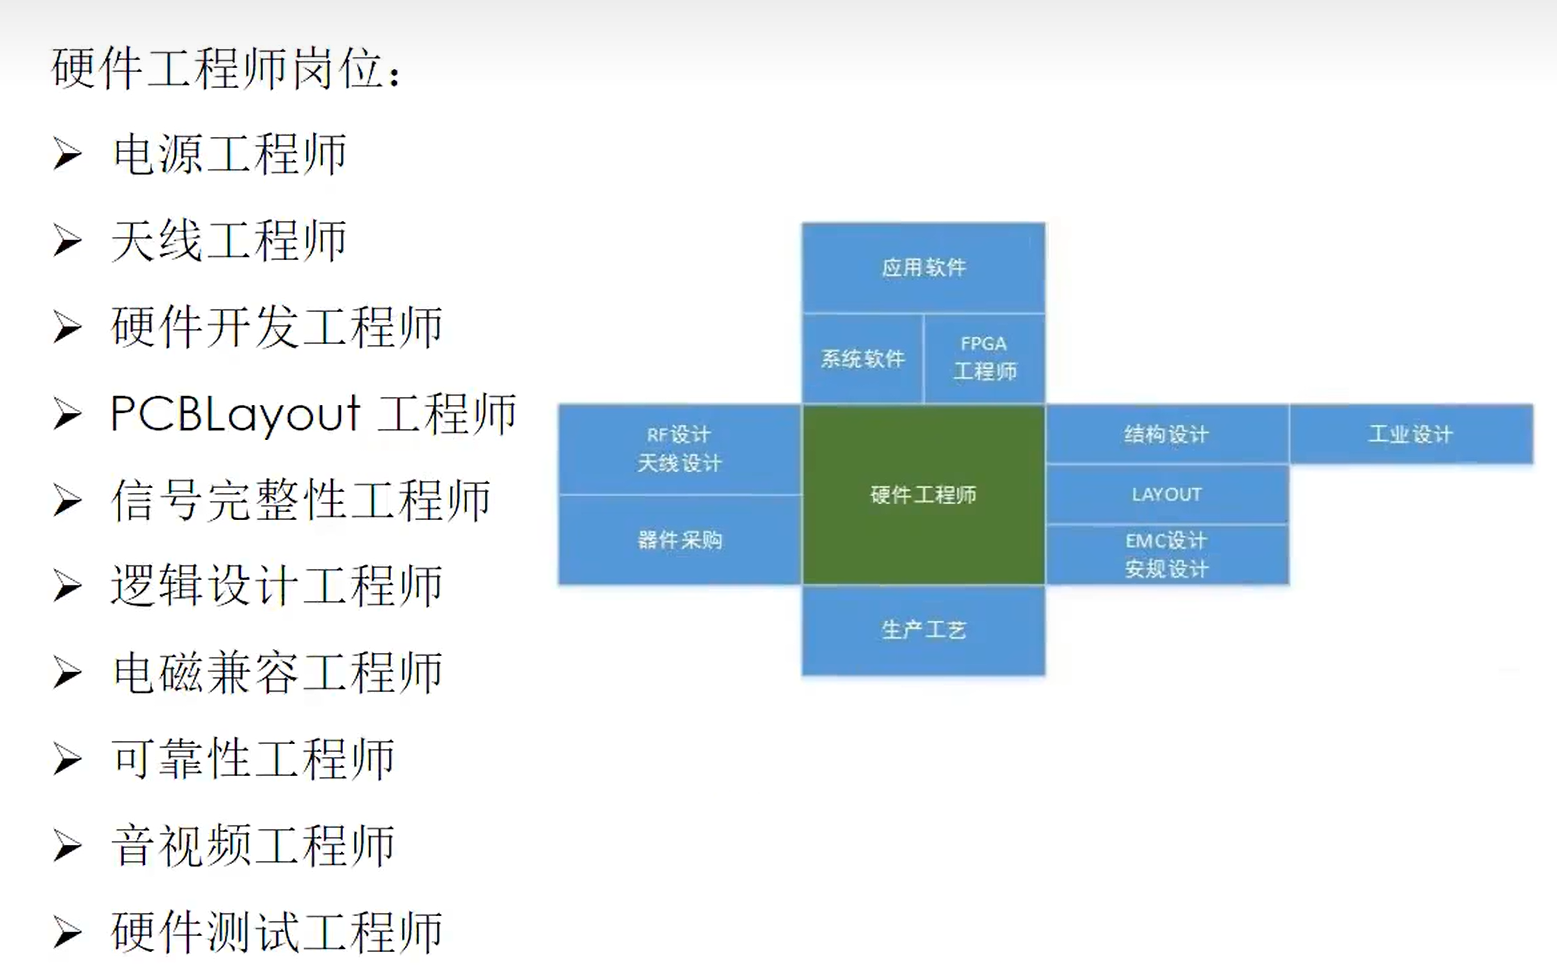 硬件工程师岗位：
电源工程师
天线工程师
硬件开发工程师
PCBLayout 工程师
信号完整性工程师
逻辑设计工程师
电磁兼容工程师
可靠性工程师
音视频工程师
硬件测试工程师
应用软件
系统软件
FPGA
工程师
RF设计
天线设计
器件采购
硬件工程师
结构设计
工业设计
LAYOUT
EMC设计
安规设计
生产工艺